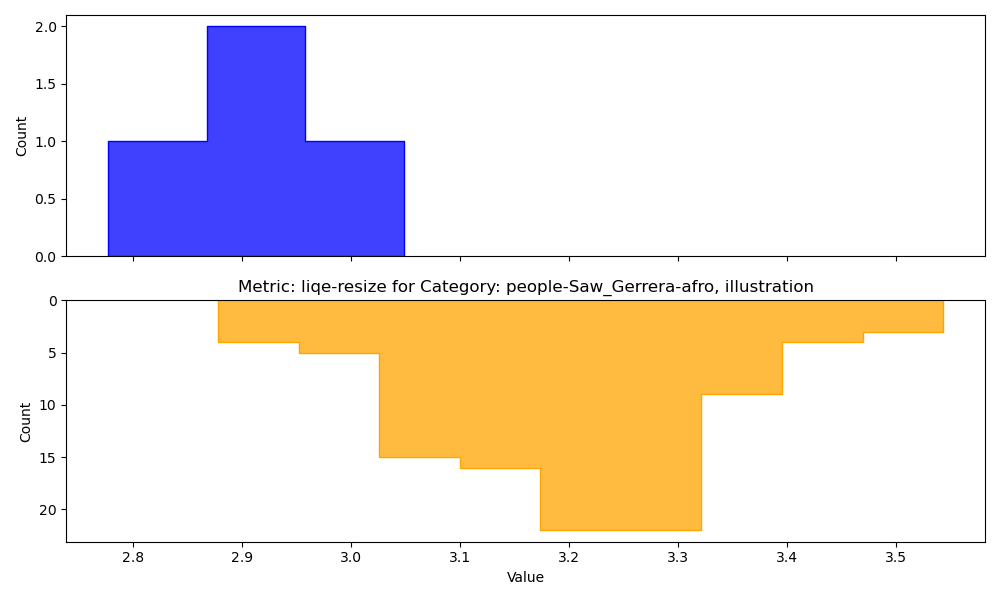 2.0
1.5
1.0
0.5
0.0
Count
Metric: liqe-resize for Category: people-Saw_Gerrera-afro, illustration
0
5
10
15
20
Count
2.8 2.9 3.0 3.1 3.2 3.3 3.4 3.5
Value